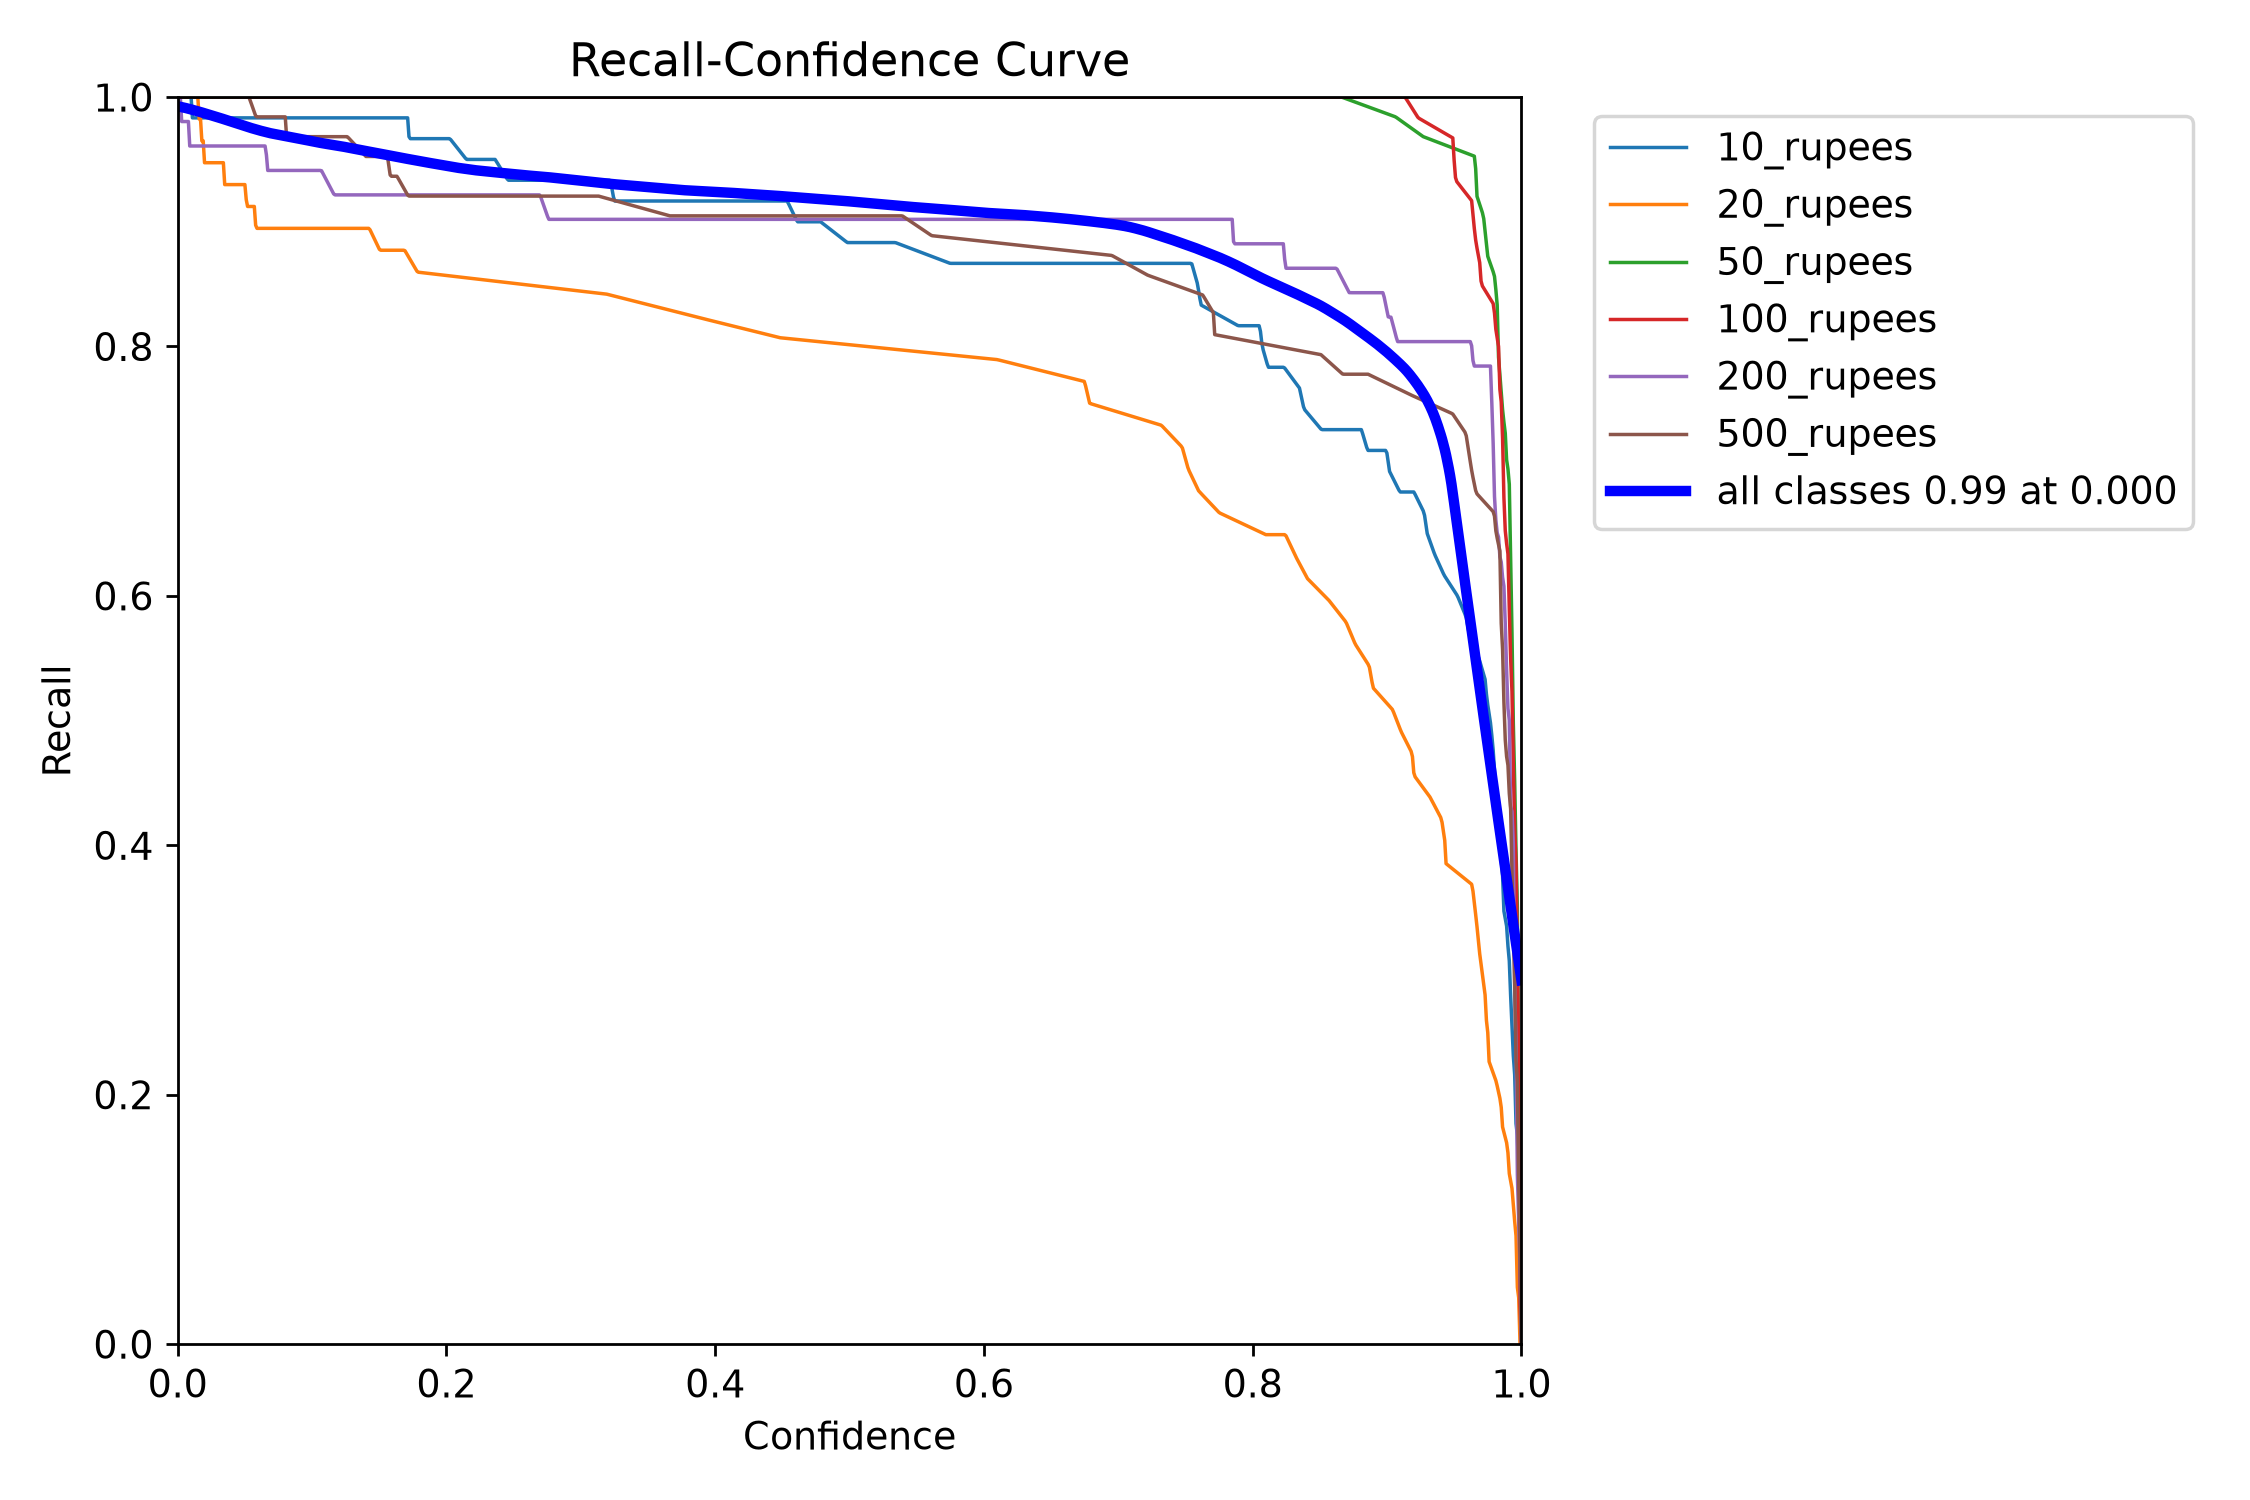 Recall-Confidence Curve
1.0
0.8
0.6
0.4
0.2
0.0
Recall
0.0 0.2 0.4 0.6 0.8 1.0
Confidence
10_rupees
20_rupees
50_rupees
100_rupees
200_rupees
500_rupees
all classes 0.99 at 0.000